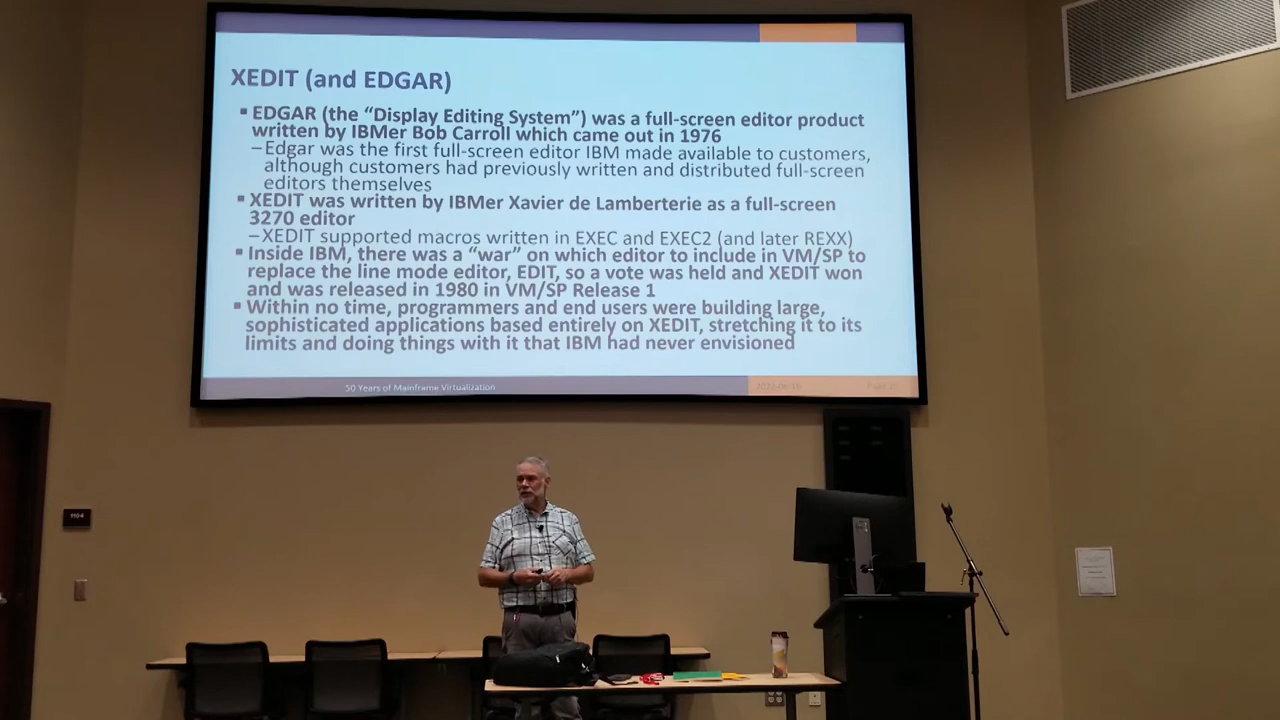 XEDIT (and EDGAR)
▪ EDGAR (the “Display Editing System”) was a full-screen editor product
written by IBMer Bob Carroll which came out in 1976
–Edgar was the first full-screen editor IBM made available to customers,
although customers had previously written and distributed full-screen
editors themselves
▪ XEDIT was written by IBMer Xavier de Lamberterie as a full-screen
3270 editor
–XEDIT supported macros written in EXEC and EXEC2 (and later REXX)
▪ Inside IBM, there was a “war” on which editor to include in VM/SP to
replace the line mode editor, EDIT, so a vote was held and XEDIT won
and was released in 1980 in VM/SP Release 1
▪ Within no time, programmers and end users were building large,
sophisticated applications based entirely on XEDIT, stretching it to its
limits and doing things with it that IBM had never envisioned
50 Years of Mainframe Virtualization
1104